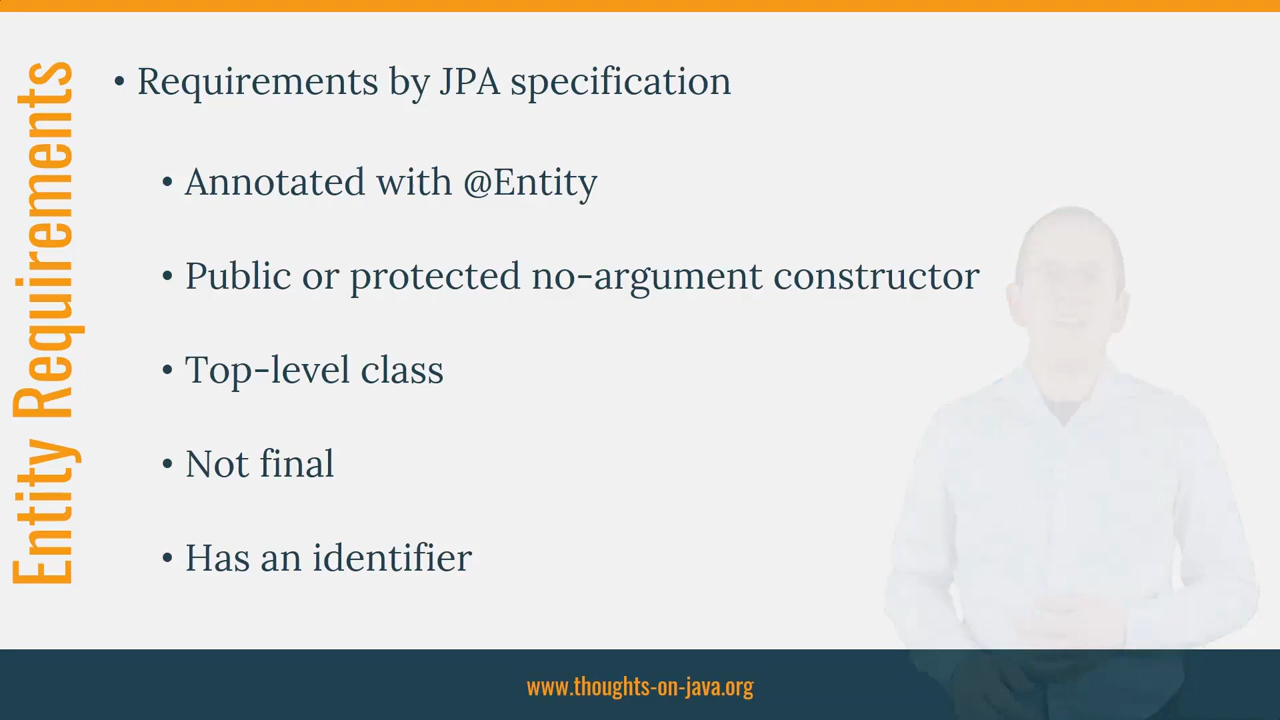 Entity Requirements
• Requirements by JPA specification
• Annotated with @Entity
• Public or protected no-argument constructor
• Top-level class
• Not final
• Has an identifier
www.thoughts-on-java.org